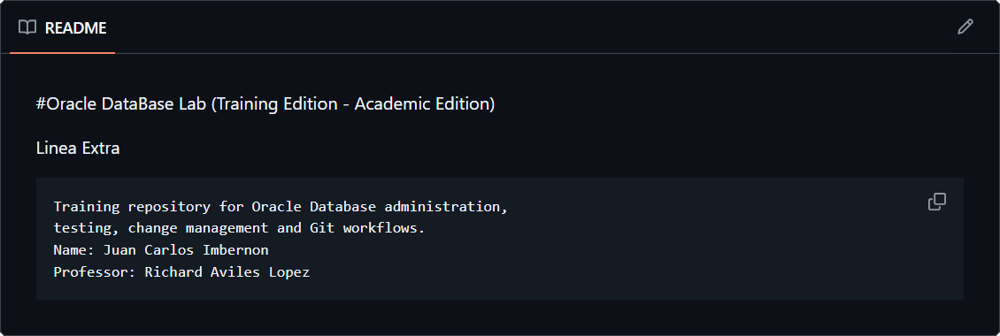 README
#Oracle DataBase Lab (Training Edition - Academic Edition)
Linea Extra
Training repository for Oracle Database administration,
testing, change management and Git workflows.
Name: Juan Carlos Imbernon
Professor: Richard Aviles Lopez